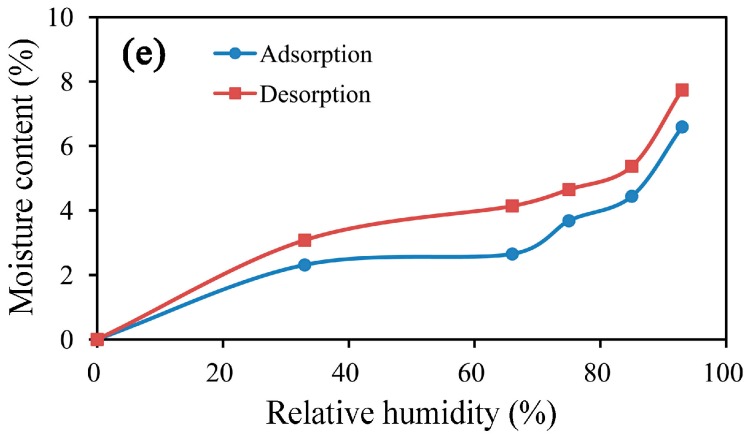 10
(e)
Adsorption
8
Desorption
6
4
2
0
Moisture content (%)
0 20 40 60 80 100
Relative humidity (%)